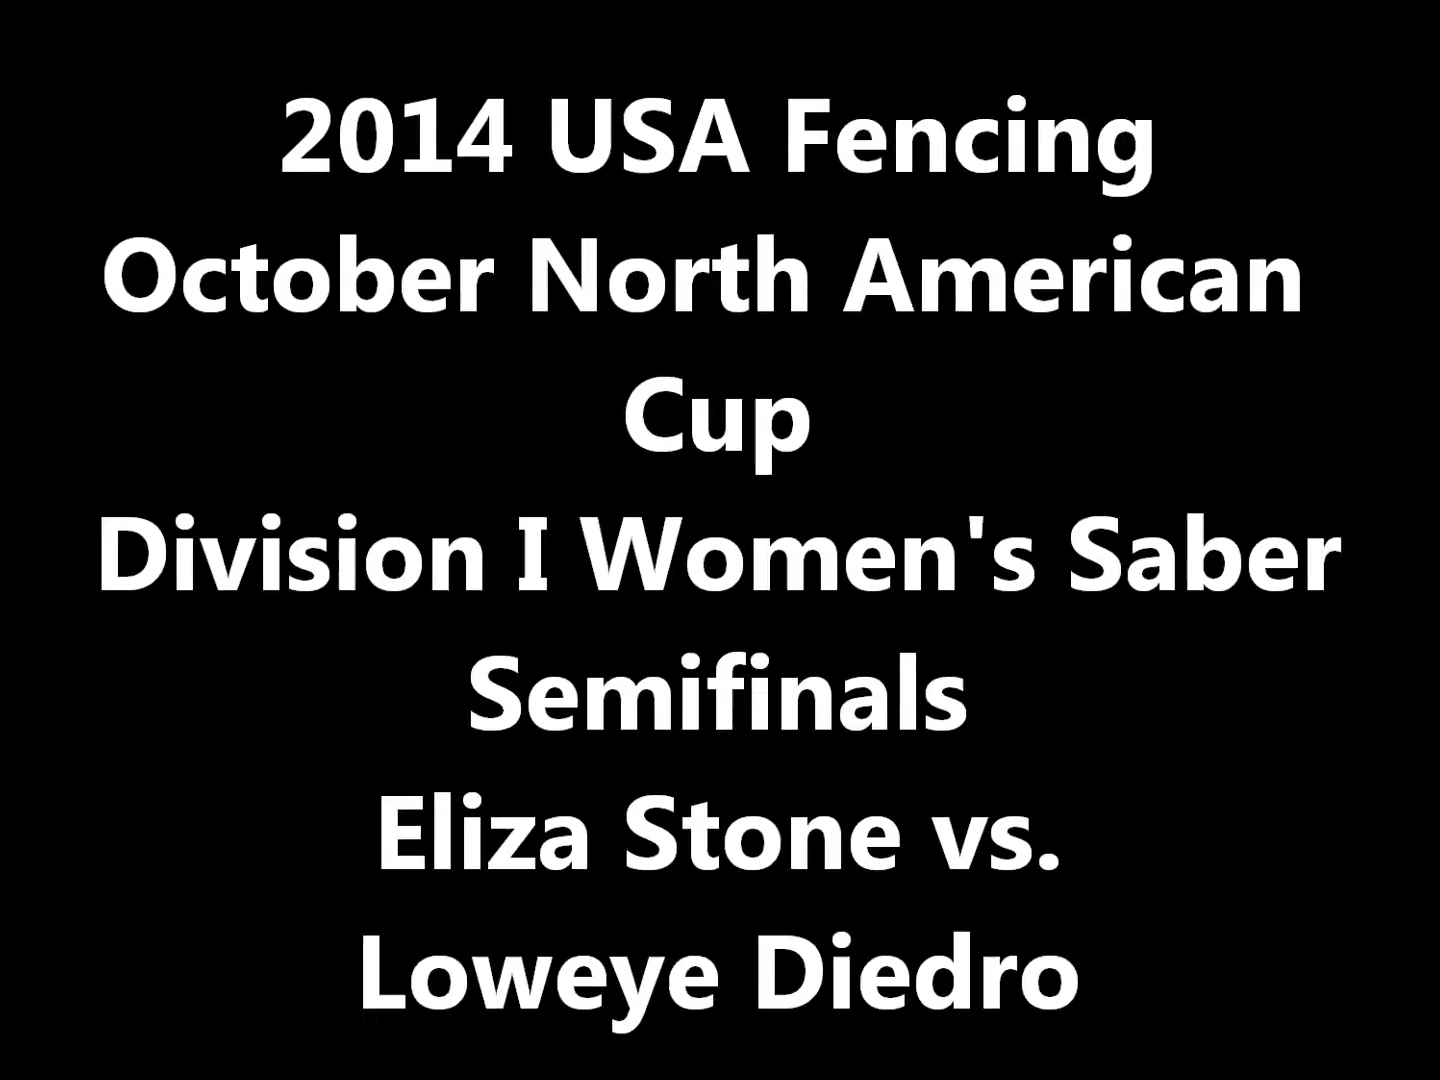 2014 USA Fencing
October North American
Cup
Division I Women's Saber
Semifinals
Eliza Stone vs.
Loweye Diedro